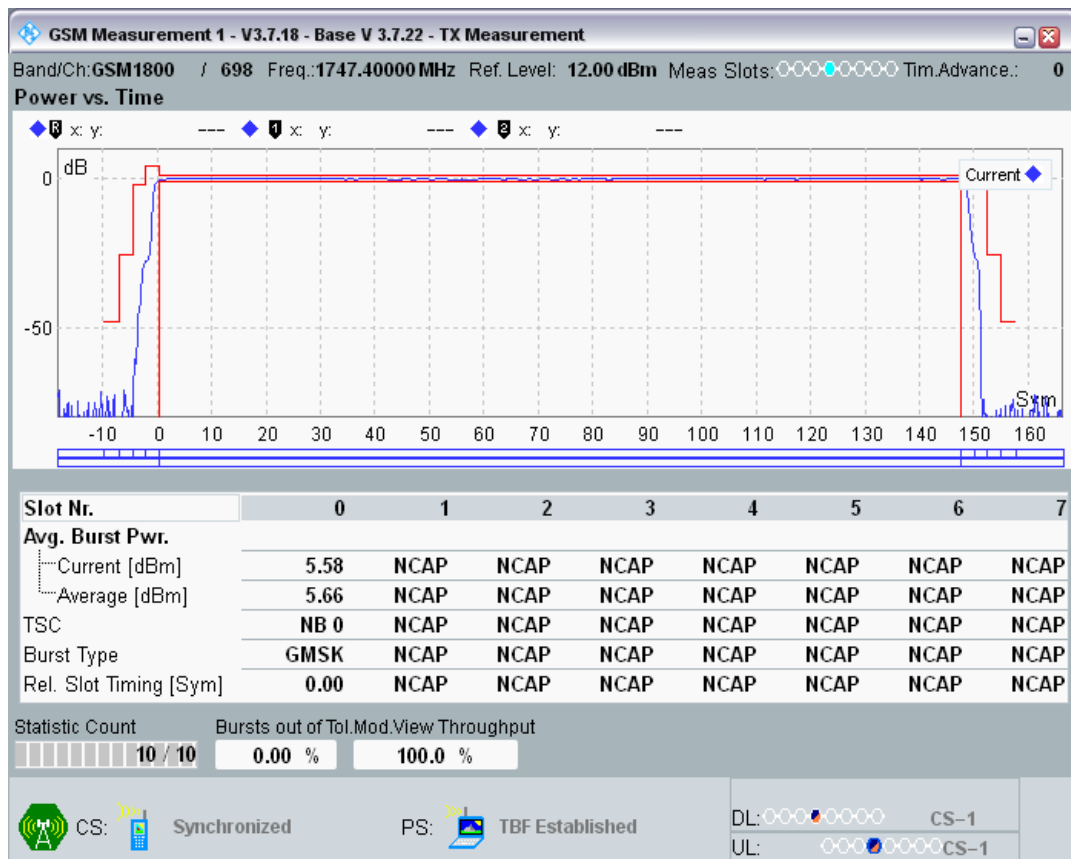 GSM Measurement 1 - V3.7.18 - Base V 3.7.22 - TX Measurement
Band/Ch:GSM1800 / 698 Freq.:1747.40000 MHz Ref. Level: 12.00 dBm Meas Slots: Tim.Advance.: 0
Power vs. Time
R x: y: --- 1 x: y: --- 2 x: y: ---
dB
Current
0
-50
Sym
-10 0 10 20 30 40 50 60 70 80 90 100 110 120 130 140 150 160
Slot Nr. 0 1 2 3 4 5 6 7
Avg. Burst Pwr.
Current [dBm] 5.58 NCAP NCAP NCAP NCAP NCAP NCAP NCAP
Average [dBm] 5.66 NCAP NCAP NCAP NCAP NCAP NCAP NCAP
TSC NB 0 NCAP NCAP NCAP NCAP NCAP NCAP NCAP
Burst Type GMSK NCAP NCAP NCAP NCAP NCAP NCAP NCAP
Rel. Slot Timing [Sym] 0.00 NCAP NCAP NCAP NCAP NCAP NCAP NCAP
Statistic Count Bursts out of Tol. Mod.View Throughput
10 / 10 0.00 % 100.0 %
CS: Synchronized PS: TBF Established
DL: CS-1
UL: CS-1